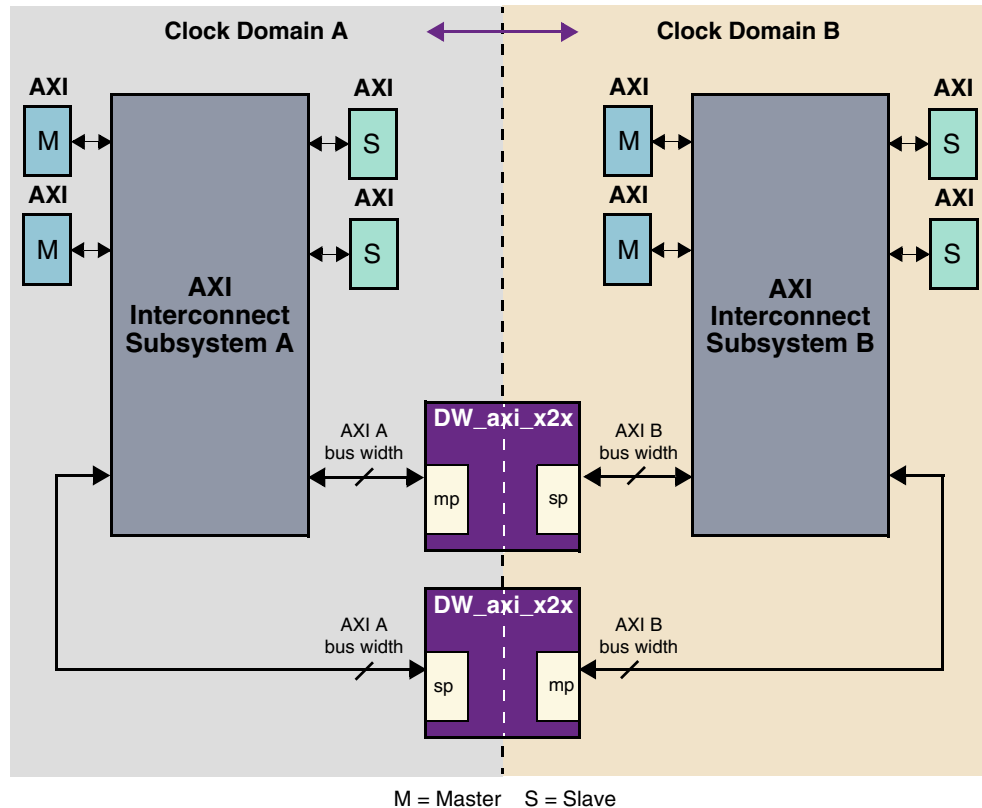 Clock Domain A
Clock Domain B
AXI
AXI
AXI
AXI
M
S
M
S
AXI
AXI
AXI
AXI
M
S
M
S
AXI
Interconnect
Subsystem A
AXI
Interconnect
Subsystem B
DW_axi_x2x
AXI A
bus width
AXI B
bus width
mp
sp
DW_axi_x2x
AXI A
bus width
AXI B
bus width
sp
mp
M = Master S = Slave